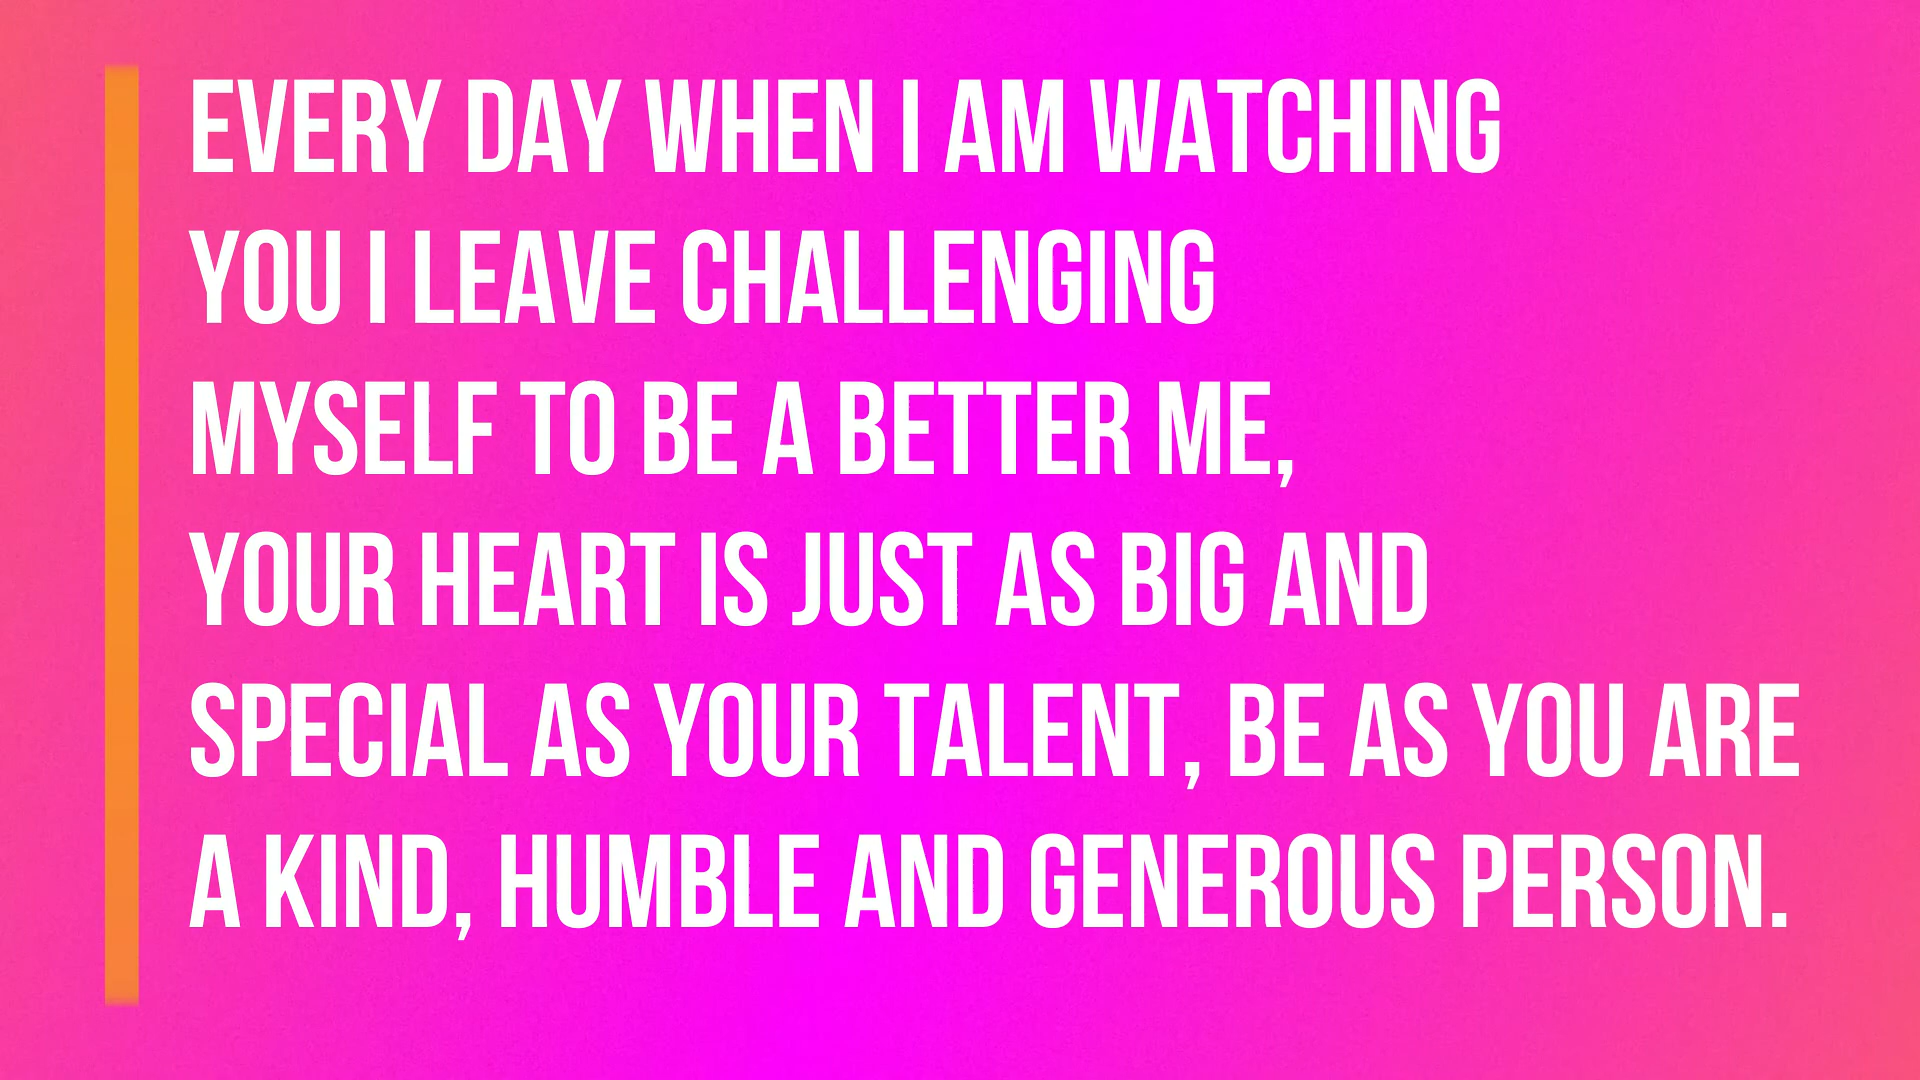 EVERY DAY WHEN I AM WATCHING
YOU I LEAVE CHALLENGING
MYSELF TO BE A BETTER ME,
YOUR HEART IS JUST AS BIG AND
SPECIAL AS YOUR TALENT, BE AS YOU ARE
A KIND, HUMBLE AND GENEROUS PERSON.